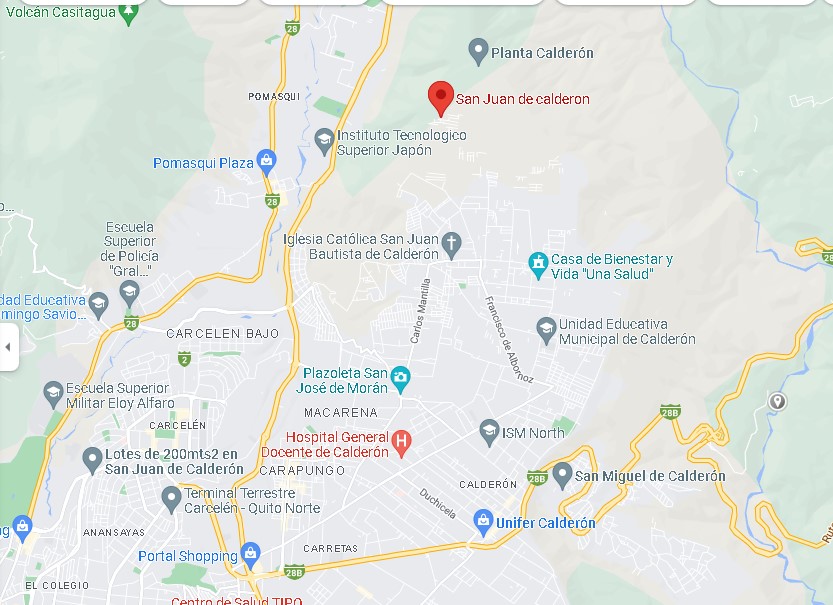 Volcán Casitagua
28
Planta Calderón
POMASQUI
San Juan de calderon
Instituto Tecnologico
Superior Japón
Pomasqui Plaza
28
Escuela
Superior
de Policía
"Gral..."
Iglesia Católica San Juan
Bautista de Calderón
Casa de Bienestar y
Vida "Una Salud"
28
dad Educativa
mingo Savio...
28
Carlos Mantilla
Francisco de Albornoz
Unidad Educativa
Municipal de Calderón
CARCELEN BAJO
2
Plazoleta San
José de Morán
Escuela Superior
Militar Eloy Alfaro
MACARENA
28B
CARCELÉN
Hospital General
Docente de Calderón
ISM North
Lotes de 200mts2 en
San Juan de Calderón
CARAPUNGO
CALDERÓN
28B
San Miguel de Calderón
Terminal Terrestre
Carcelén - Quito Norte
Duchicela
Unifer Calderón
ng
ANANSAYAS
Portal Shopping
CARRETAS
28B
Ruta
EL COLEGIO
Centro de Salud TIPO